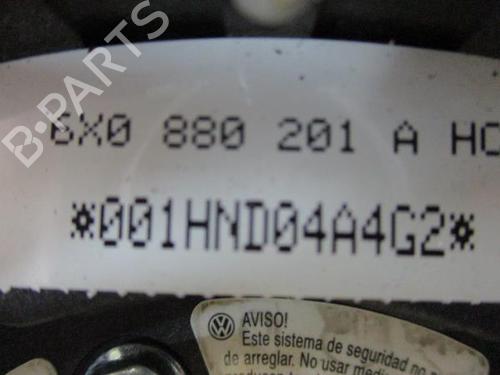 B-PARTS
6X0 880 201 A HC
*001HND04A4G2*
AVISO!
Este sistema de seguridad no
de arreglar. No usar